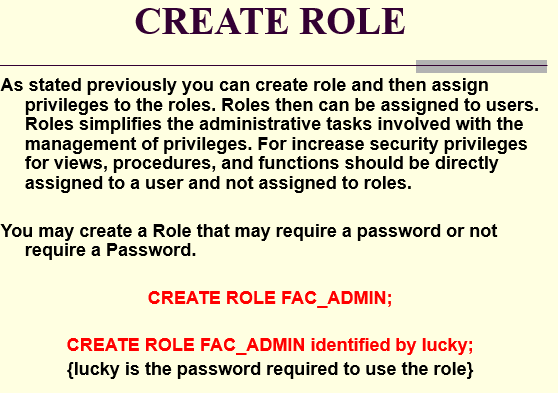 CREATE ROLE
As stated previously you can create role and then assign
privileges to the roles. Roles then can be assigned to users.
Roles simplifies the administrative tasks involved with the
management of privileges. For increase security privileges
for views, procedures, and functions should be directly
assigned to a user and not assigned to roles.
You may create a Role that may require a password or not
require a Password.
CREATE ROLE FAC_ADMIN;
CREATE ROLE FAC_ADMIN identified by lucky;
{lucky is the password required to use the role}